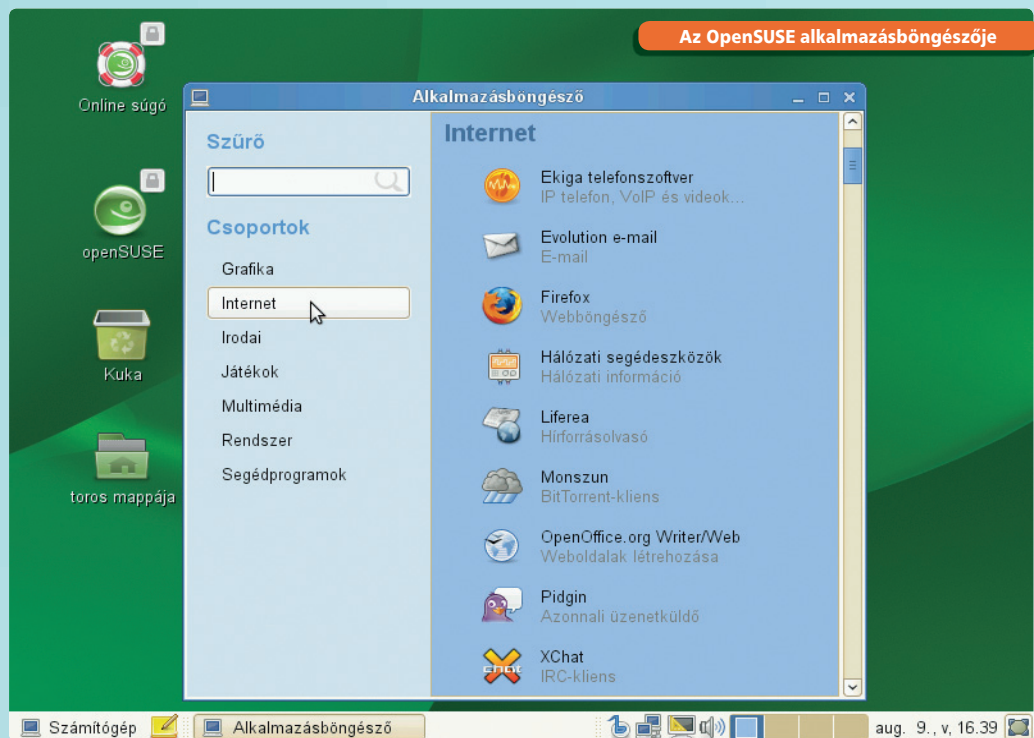 Az OpenSUSE alkalmazásböngészője
Online súgó
openSUSE
Kuka
toros mappája
Alkalmazásböngésző
Szűrő
Csoportok
Grafika
Internet
Irodai
Játékok
Multimédia
Rendszer
Segédprogramok
Internet
Ekiga telefonszoftver
IP telefon, VoIP és videok...
Evolution e-mail
E-mail
Firefox
Webböngésző
Hálózati segédeszközök
Hálózati információ
Liferea
Hírforrásolvasó
Monszun
BitTorrent-kliens
OpenOffice.org Writer/Web
Weboldalak létrehozása
Pidgin
Azonnali üzenetküldő
XChat
IRC-kliens
Számítógép
Alkalmazásböngésző
aug. 9., v, 16.39